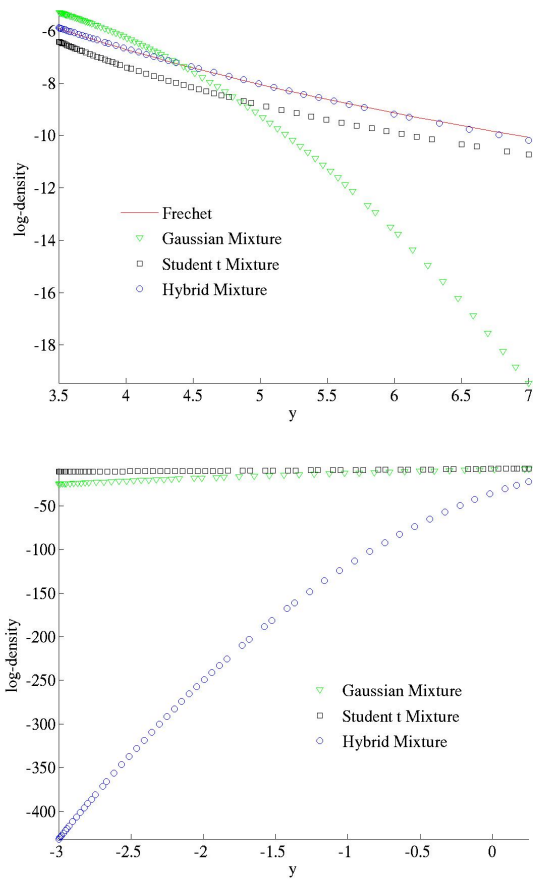 -6
-8
-10
-12
-14
-16
-18
log-density
Frechet
Gaussian Mixture
Student t Mixture
Hybrid Mixture
3.5 4 4.5 5 5.5 6 6.5 7
y
-50
-100
-150
-200
-250
-300
-350
-400
log-density
Gaussian Mixture
Student t Mixture
Hybrid Mixture
-3 -2.5 -2 -1.5 -1 -0.5 0
y